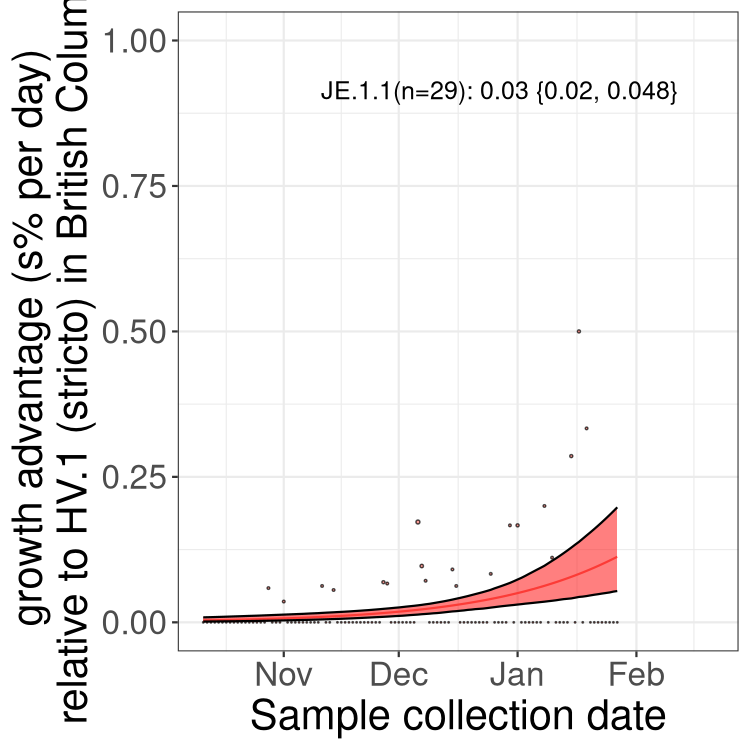 growth advantage (s% per day)
relative to HV.1 (stricto) in British Colum
1.00
0.75
0.50
0.25
0.00
JE.1.1(n=29): 0.03 {0.02, 0.048}
Nov Dec Jan Feb
Sample collection date